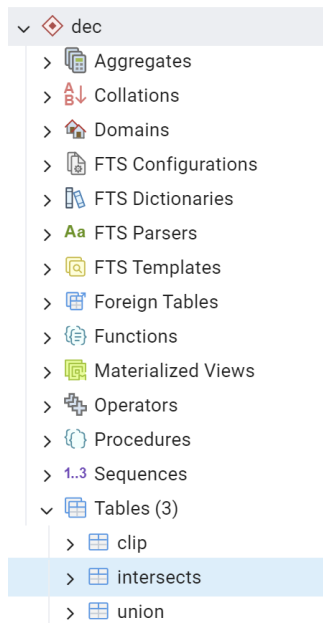 dec
Aggregates
Collations
Domains
FTS Configurations
FTS Dictionaries
Aa FTS Parsers
FTS Templates
Foreign Tables
Functions
Materialized Views
Operators
Procedures
1..3 Sequences
Tables (3)
clip
intersects
union